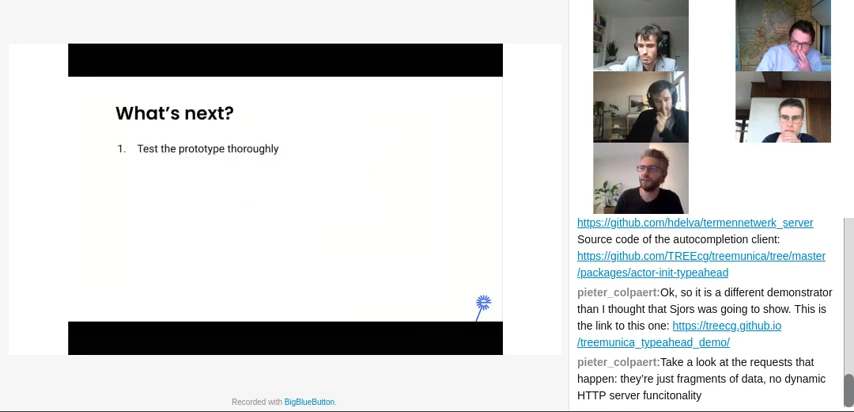 What's next?
1. Test the prototype thoroughly
Recorded with BigBlueButton.
https://github.com/hdelva/termennetwerk_server
Source code of the autocompletion client:
https://github.com/TREEcg/treemunica/tree/master
/packages/actor-init-typeahead
pieter_colpaert:Ok, so it is a different demonstrator
than I thought that Sjors was going to show. This is
the link to this one: https://treecg.github.io
/treemunica_typeahead_demo/
pieter_colpaert:Take a look at the requests that
happen: they're just fragments of data, no dynamic
HTTP server funcitonality